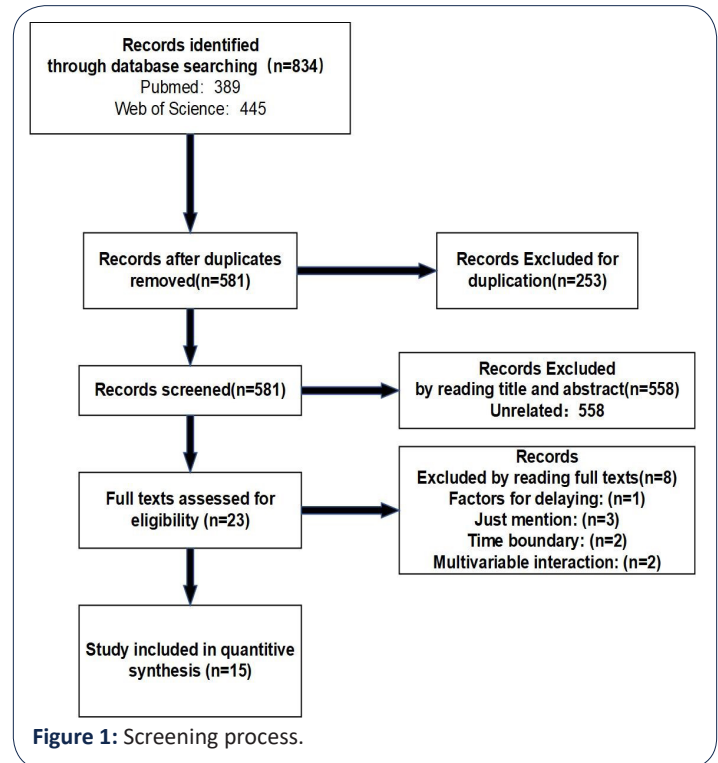 Records identified
through database searching（n=834）
Pubmed: 389
Web of Science: 445
Records after duplicates
removed(n=581)
Records Excluded for
duplication(n=253)
Records screened(n=581)
Records Excluded
by reading title and abstract(n=558)
Unrelated: 558
Full texts assessed for
eligibility (n=23)
Records
Excluded by reading full texts(n=8)
Factors for delaying: (n=1)
Just mention: (n=3)
Time boundary: (n=2)
Multivariable interaction: (n=2)
Study included in quantitive
synthesis (n=15)
Figure 1: Screening process.